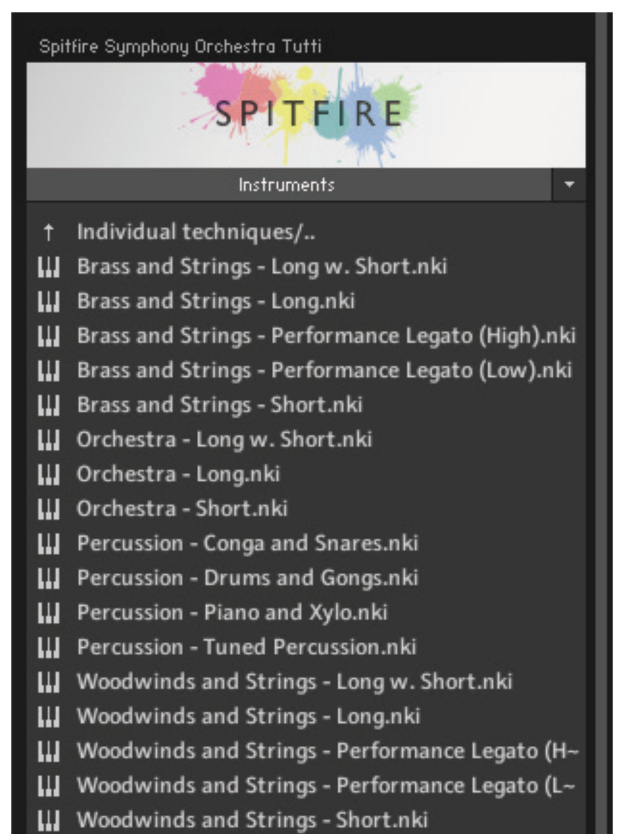 Spitfire Symphony Orchestra Tutti
SPITFIRE
Instruments
Individual techniques/..
Brass and Strings - Long w. Short.nki
Brass and Strings - Long.nki
Brass and Strings - Performance Legato (High).nki
Brass and Strings - Performance Legato (Low).nki
Brass and Strings - Short.nki
Orchestra - Long w. Short.nki
Orchestra - Long.nki
Orchestra - Short.nki
Percussion - Conga and Snares.nki
Percussion - Drums and Gongs.nki
Percussion - Piano and Xylo.nki
Percussion - Tuned Percussion.nki
Woodwinds and Strings - Long w. Short.nki
Woodwinds and Strings - Long.nki
Woodwinds and Strings - Performance Legato (H~
Woodwinds and Strings - Performance Legato (L~
Woodwinds and Strings - Short.nki